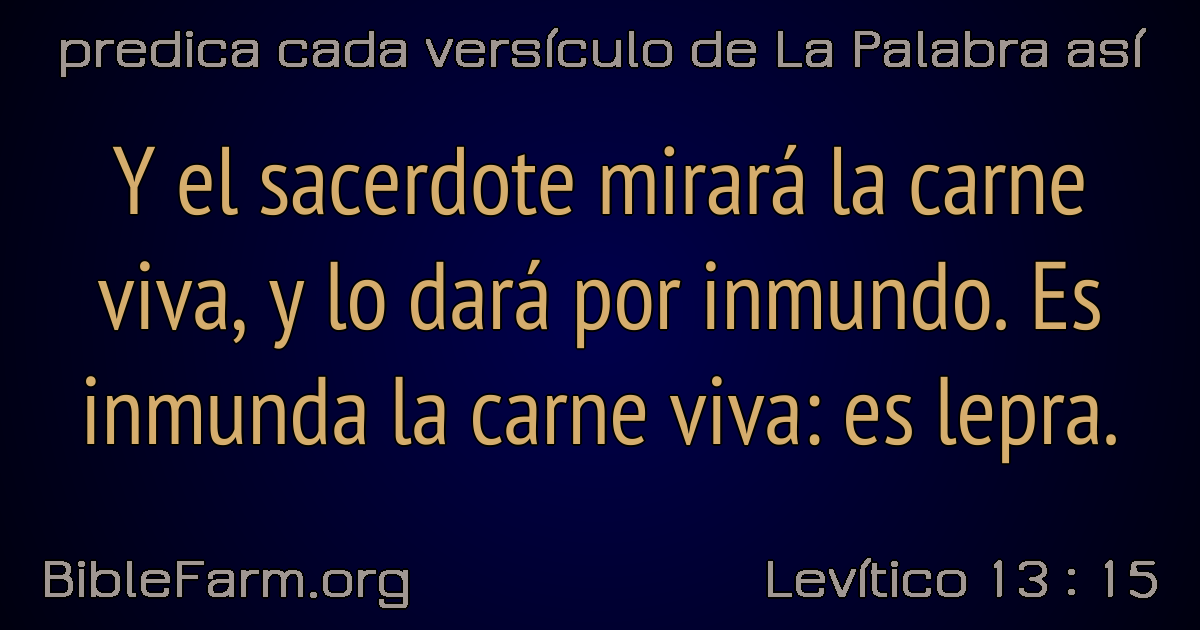 predica cada versículo de La Palabra así
Y el sacerdote mirará la carne
viva, y lo dará por inmundo. Es
inmunda la carne viva: es lepra.
BibleFarm.org
Levítico 13 : 15